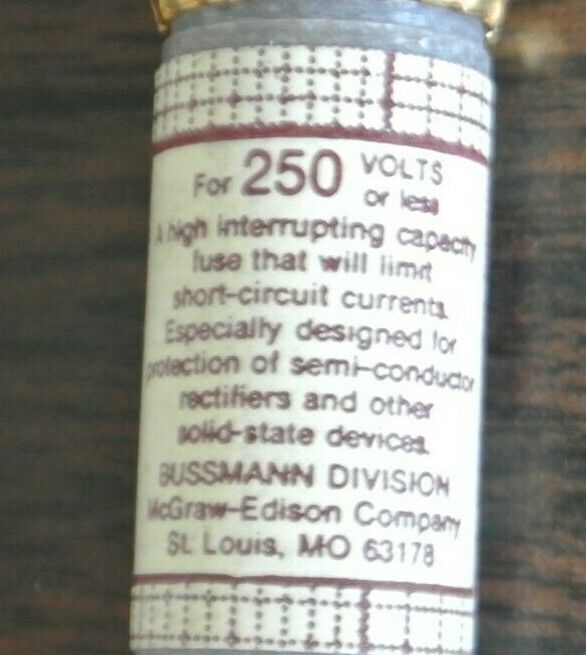 For 250 VOLTS or less
A high interrupting capacity
fuse that will limit
short-circuit currents.
Especially designed for
protection of semi-conductor
rectifiers and other
solid-state devices.
BUSSMANN DIVISION
McGraw-Edison Company
St. Louis, MO 63178